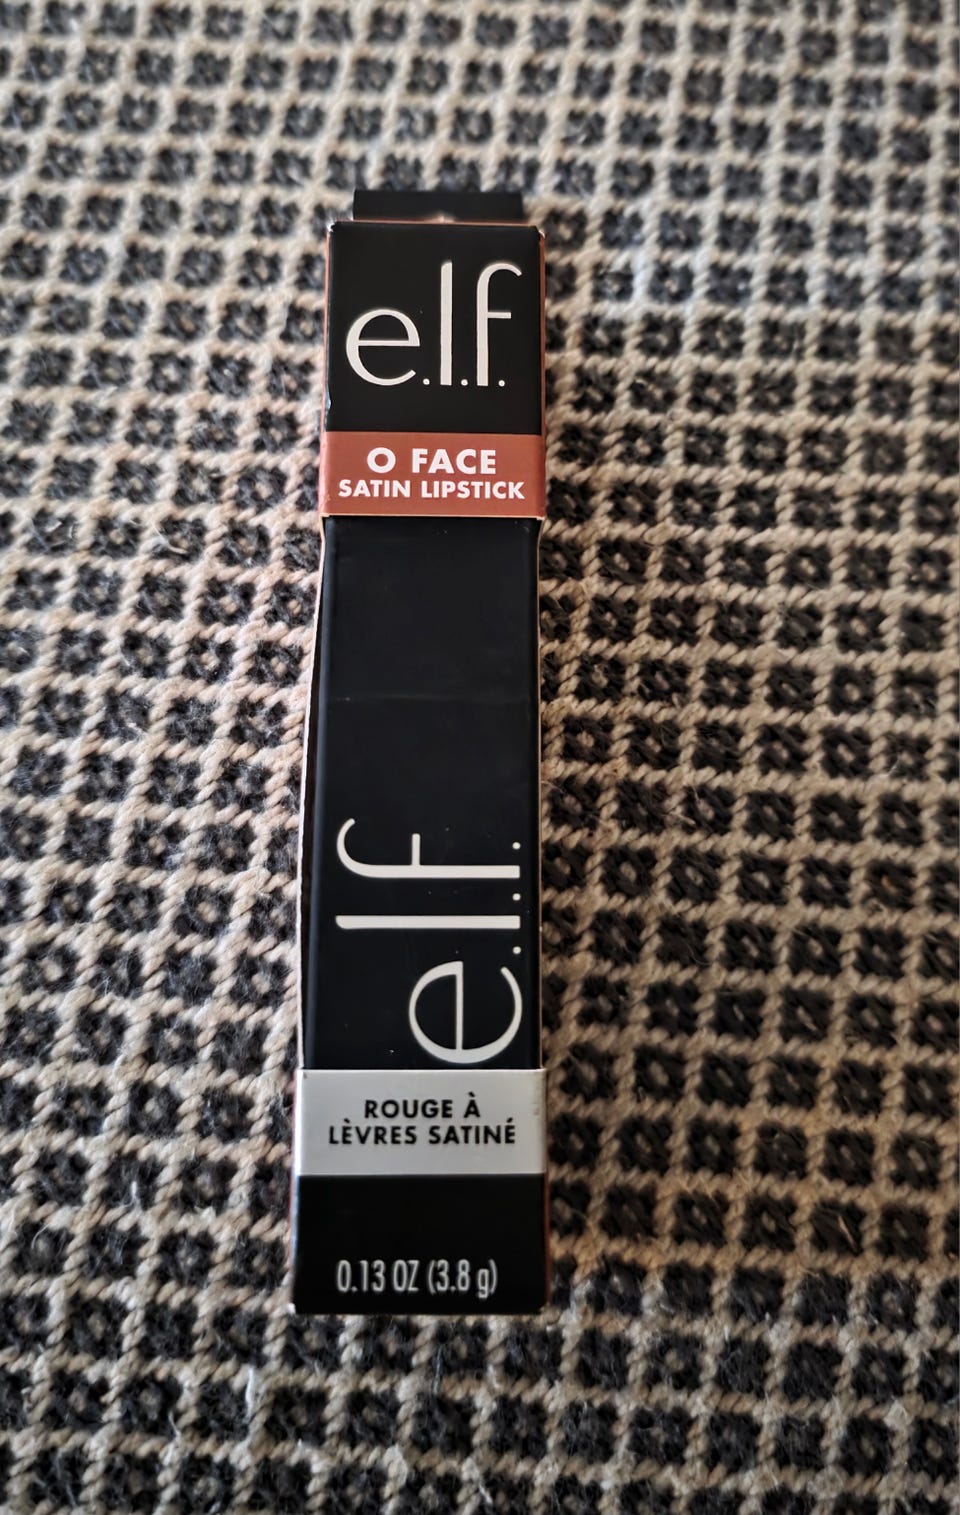 e.l.f.
O FACE
SATIN LIPSTICK
e.l.f.
ROUGE À
LÈVRES SATINÉ
0.13 OZ (3.8 g)